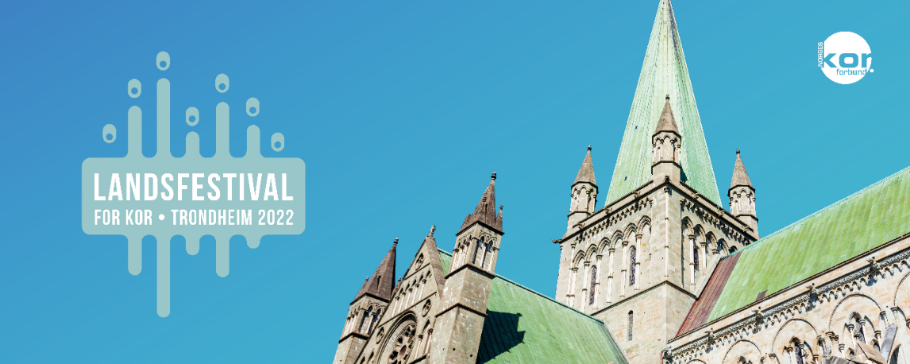 LANDSFESTIVAL
FOR KOR • TRONDHEIM 2022
NORGES
kor
forbund.